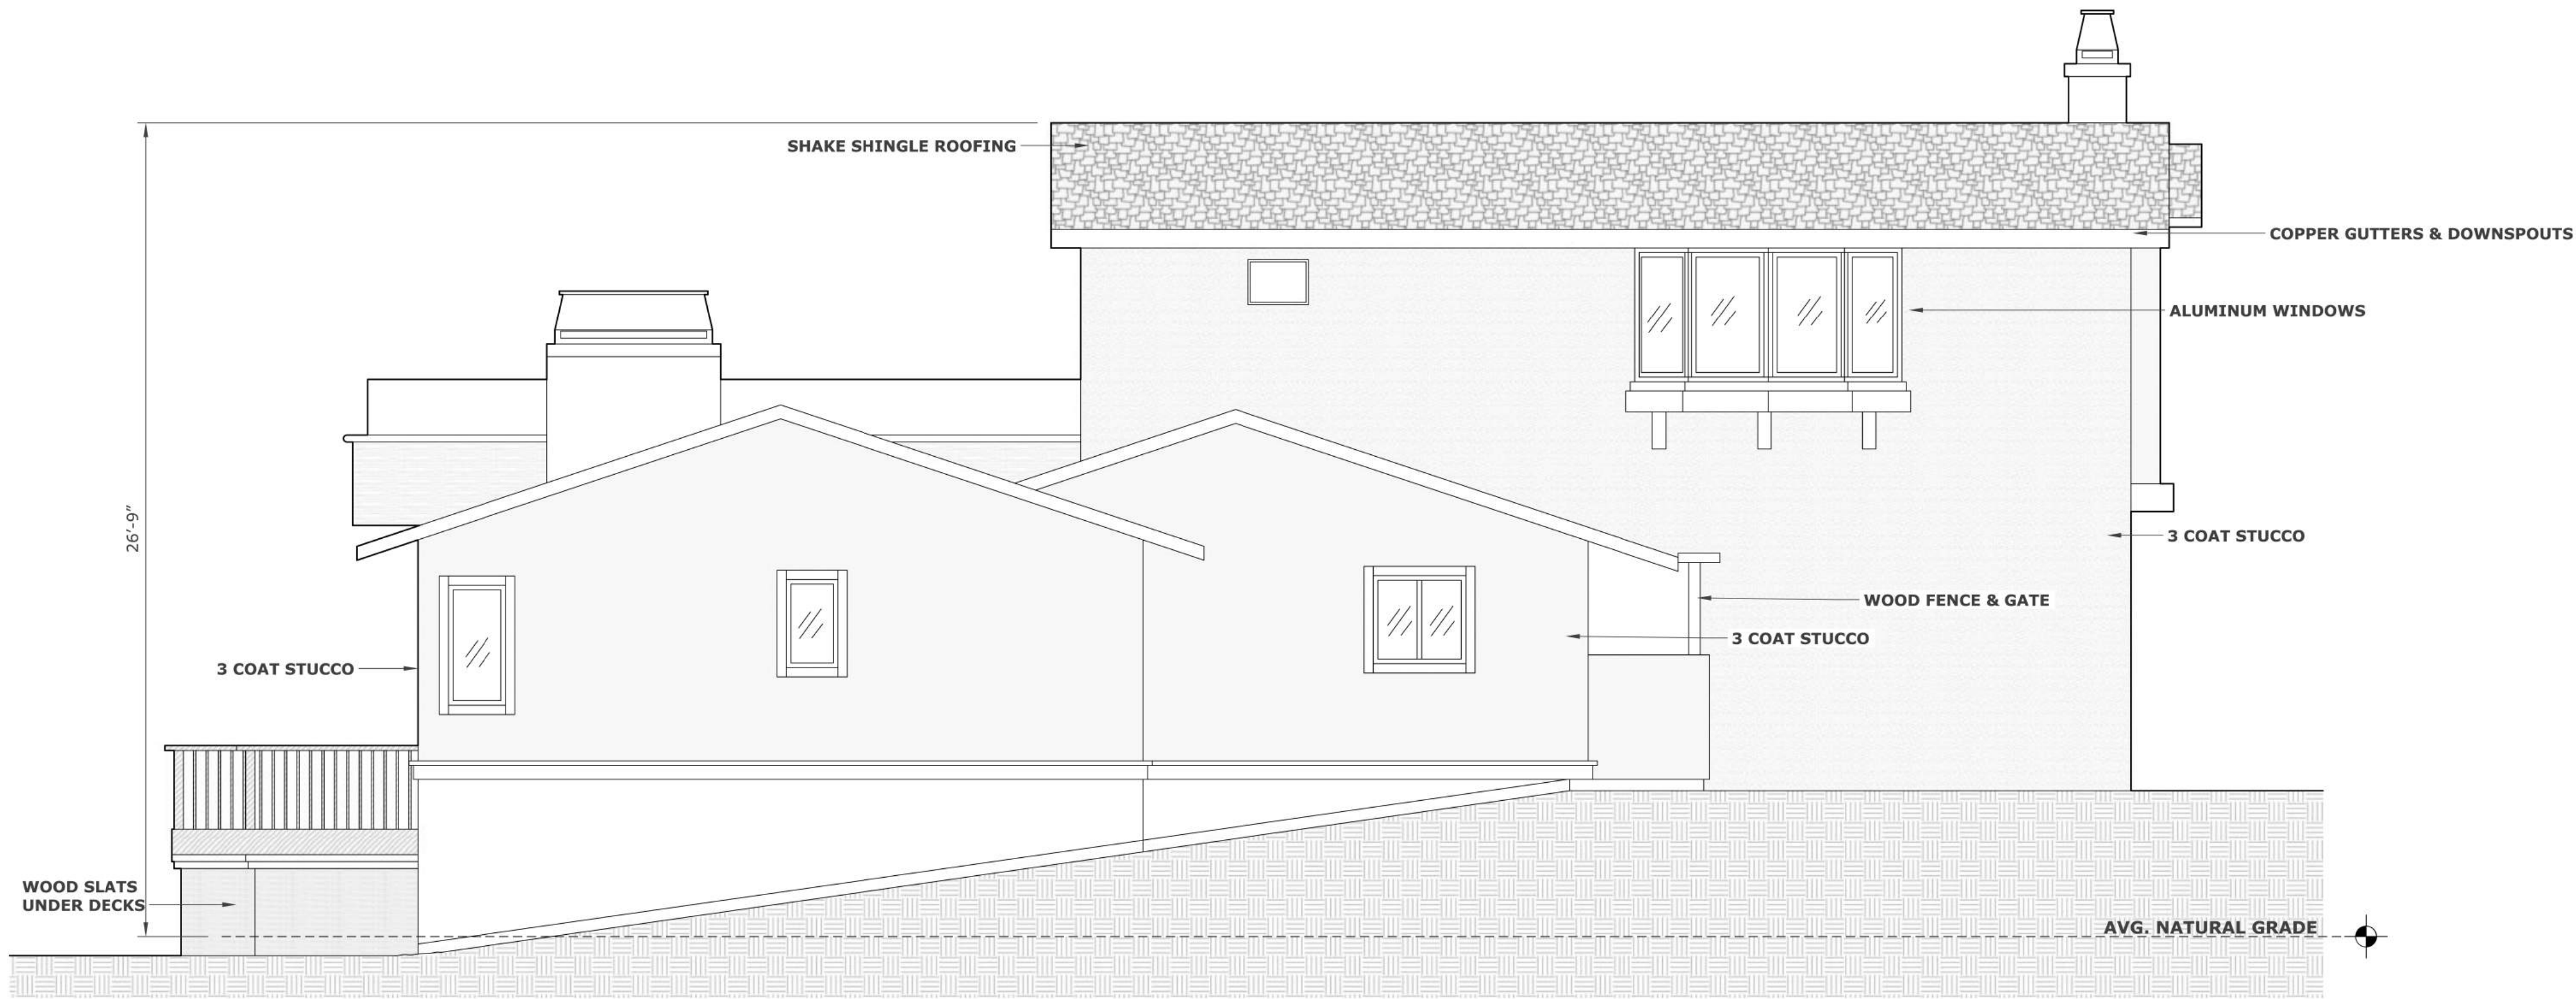 SHAKE SHINGLE ROOFING
COPPER GUTTERS & DOWNSPOUTS
ALUMINUM WINDOWS
26'-9"
3 COAT STUCCO
WOOD FENCE & GATE
3 COAT STUCCO
3 COAT STUCCO
WOOD SLATS
UNDER DECKS
AVG. NATURAL GRADE